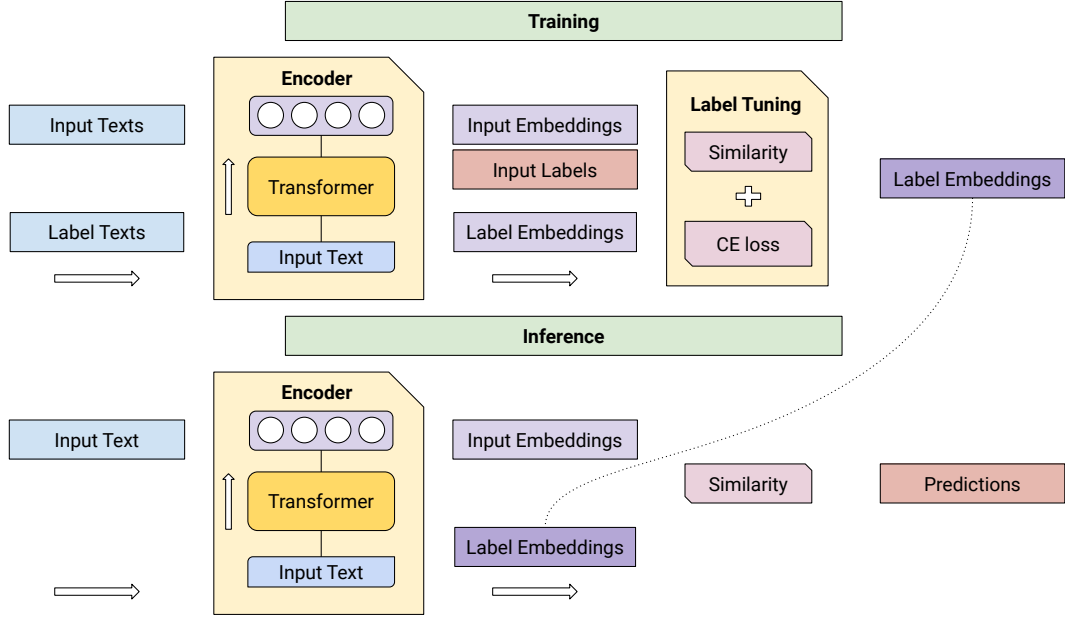 Training
Input Texts
Label Texts
Encoder
Transformer
Input Text
Input Embeddings
Input Labels
Label Embeddings
Label Tuning
Similarity
CE loss
Label Embeddings
Inference
Input Text
Encoder
Transformer
Input Text
Input Embeddings
Label Embeddings
Similarity
Predictions